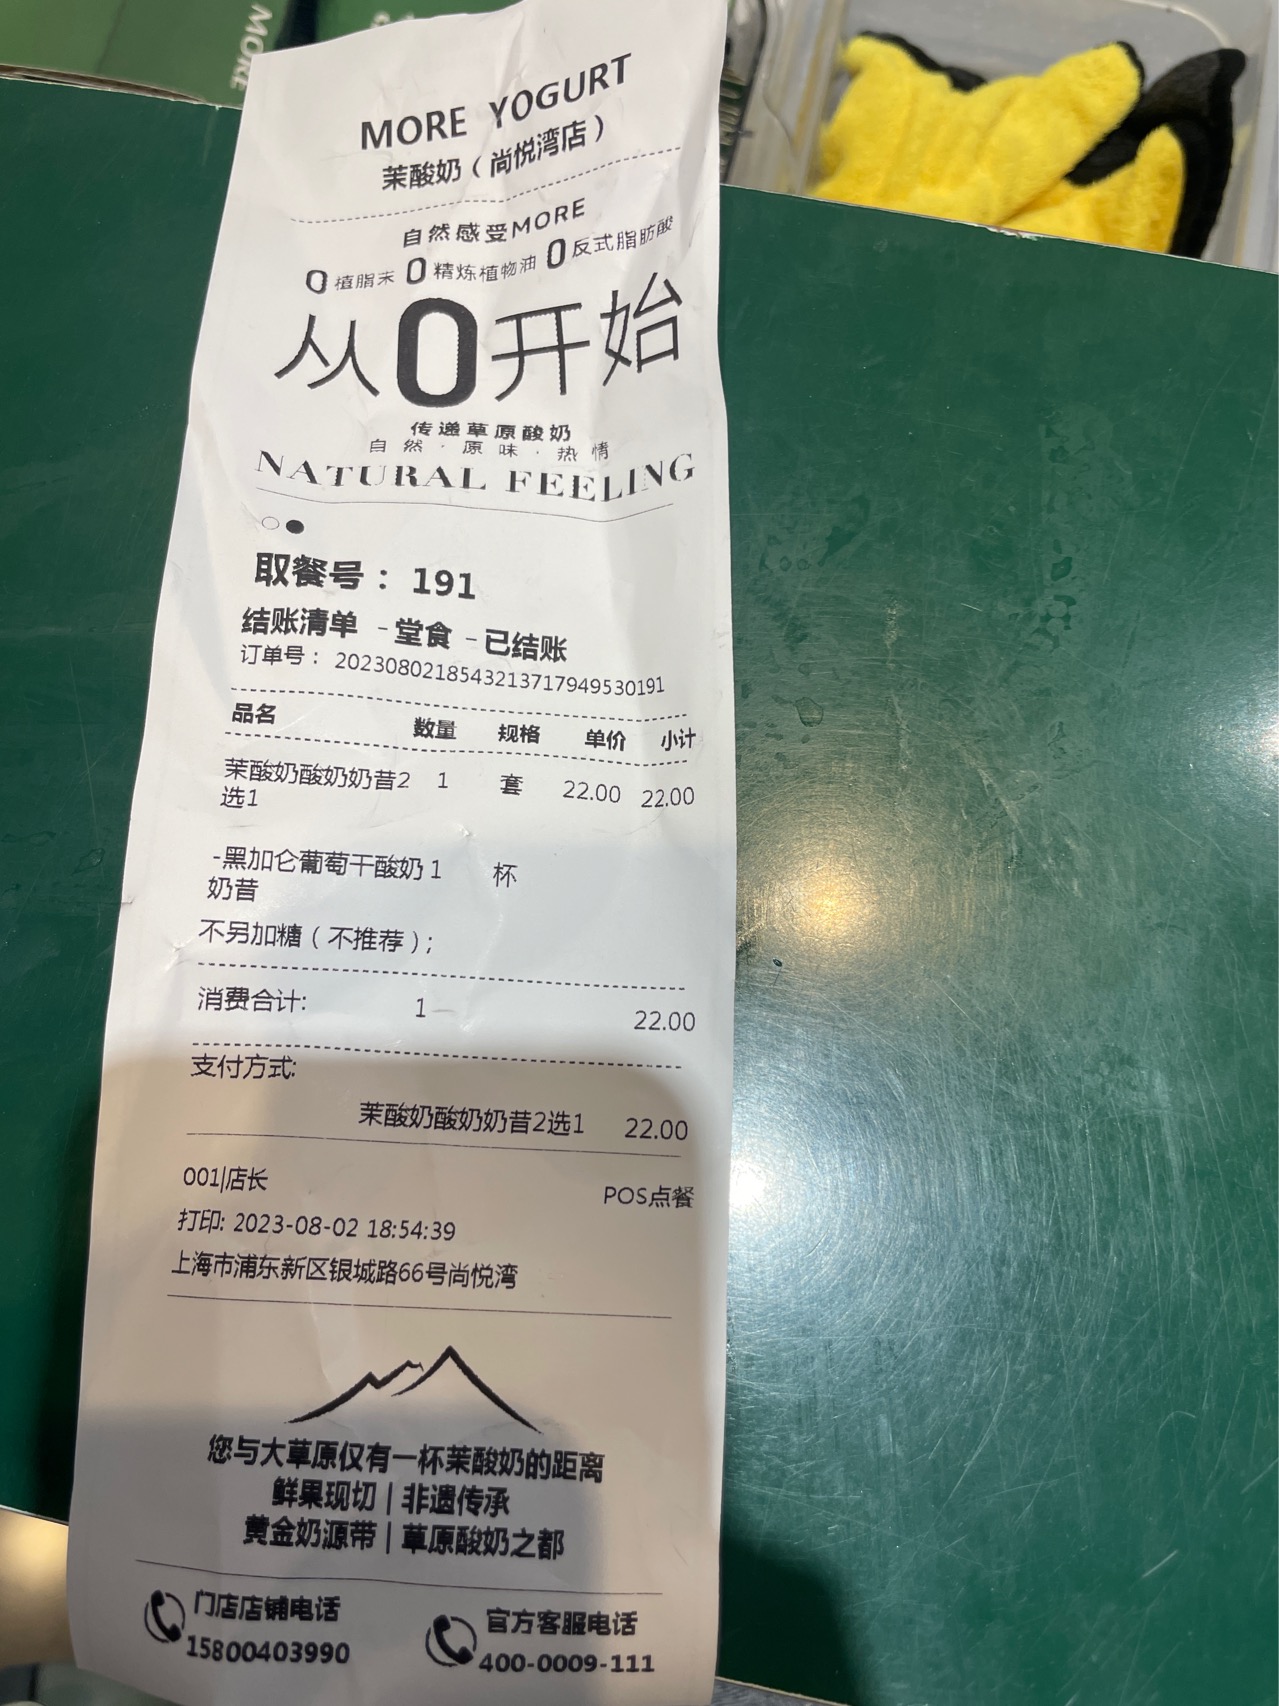 MORE
MORE YOGURT
茉酸奶（尚悦湾店）
自然感受MORE
0植脂末 0精炼植物油 0反式脂肪酸
从0开始
传递草原酸奶
自然·原味·热情
NATURAL FEELING
取餐号：191
结账清单 -堂食 -已结账
订单号：20230802185432137179495​30191
品名 数量 规格 单价 小计
茉酸奶酸奶奶昔2 1 套 22.00 22.00
选1
-黑加仑葡萄干酸奶 1 杯
奶昔
不另加糖（不推荐）;
消费合计: 1 22.00
支付方式:
茉酸奶酸奶奶昔2选1 22.00
001|店长 POS点餐
打印: 2023-08-02 18:54:39
上海市浦东新区银城路66号尚悦湾
您与大草原仅有一杯茉酸奶的距离
鲜果现切 | 非遗传承
黄金奶源带 | 草原酸奶之都
门店店铺电话
15800403990
官方客服电话
400-0009-111